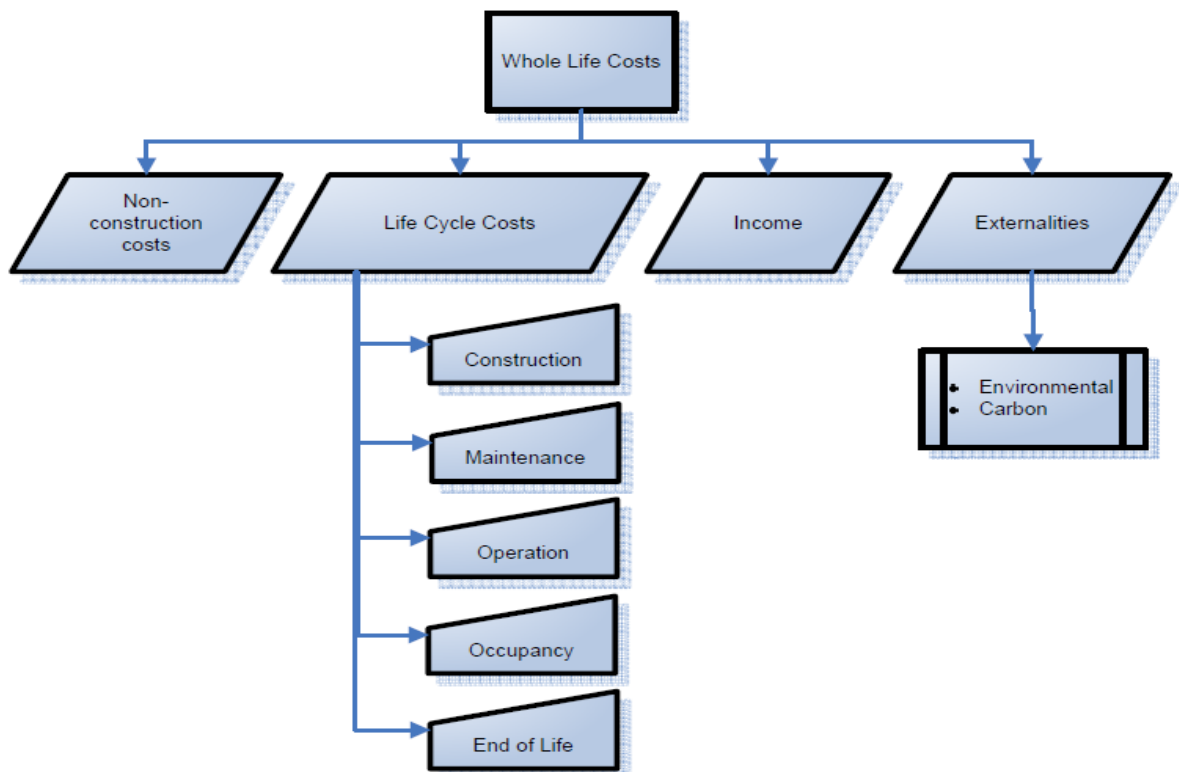 Whole Life Costs
Non-
construction
costs
Life Cycle Costs
Income
Externalities
Construction
• Environmental
• Carbon
Maintenance
Operation
Occupancy
End of Life